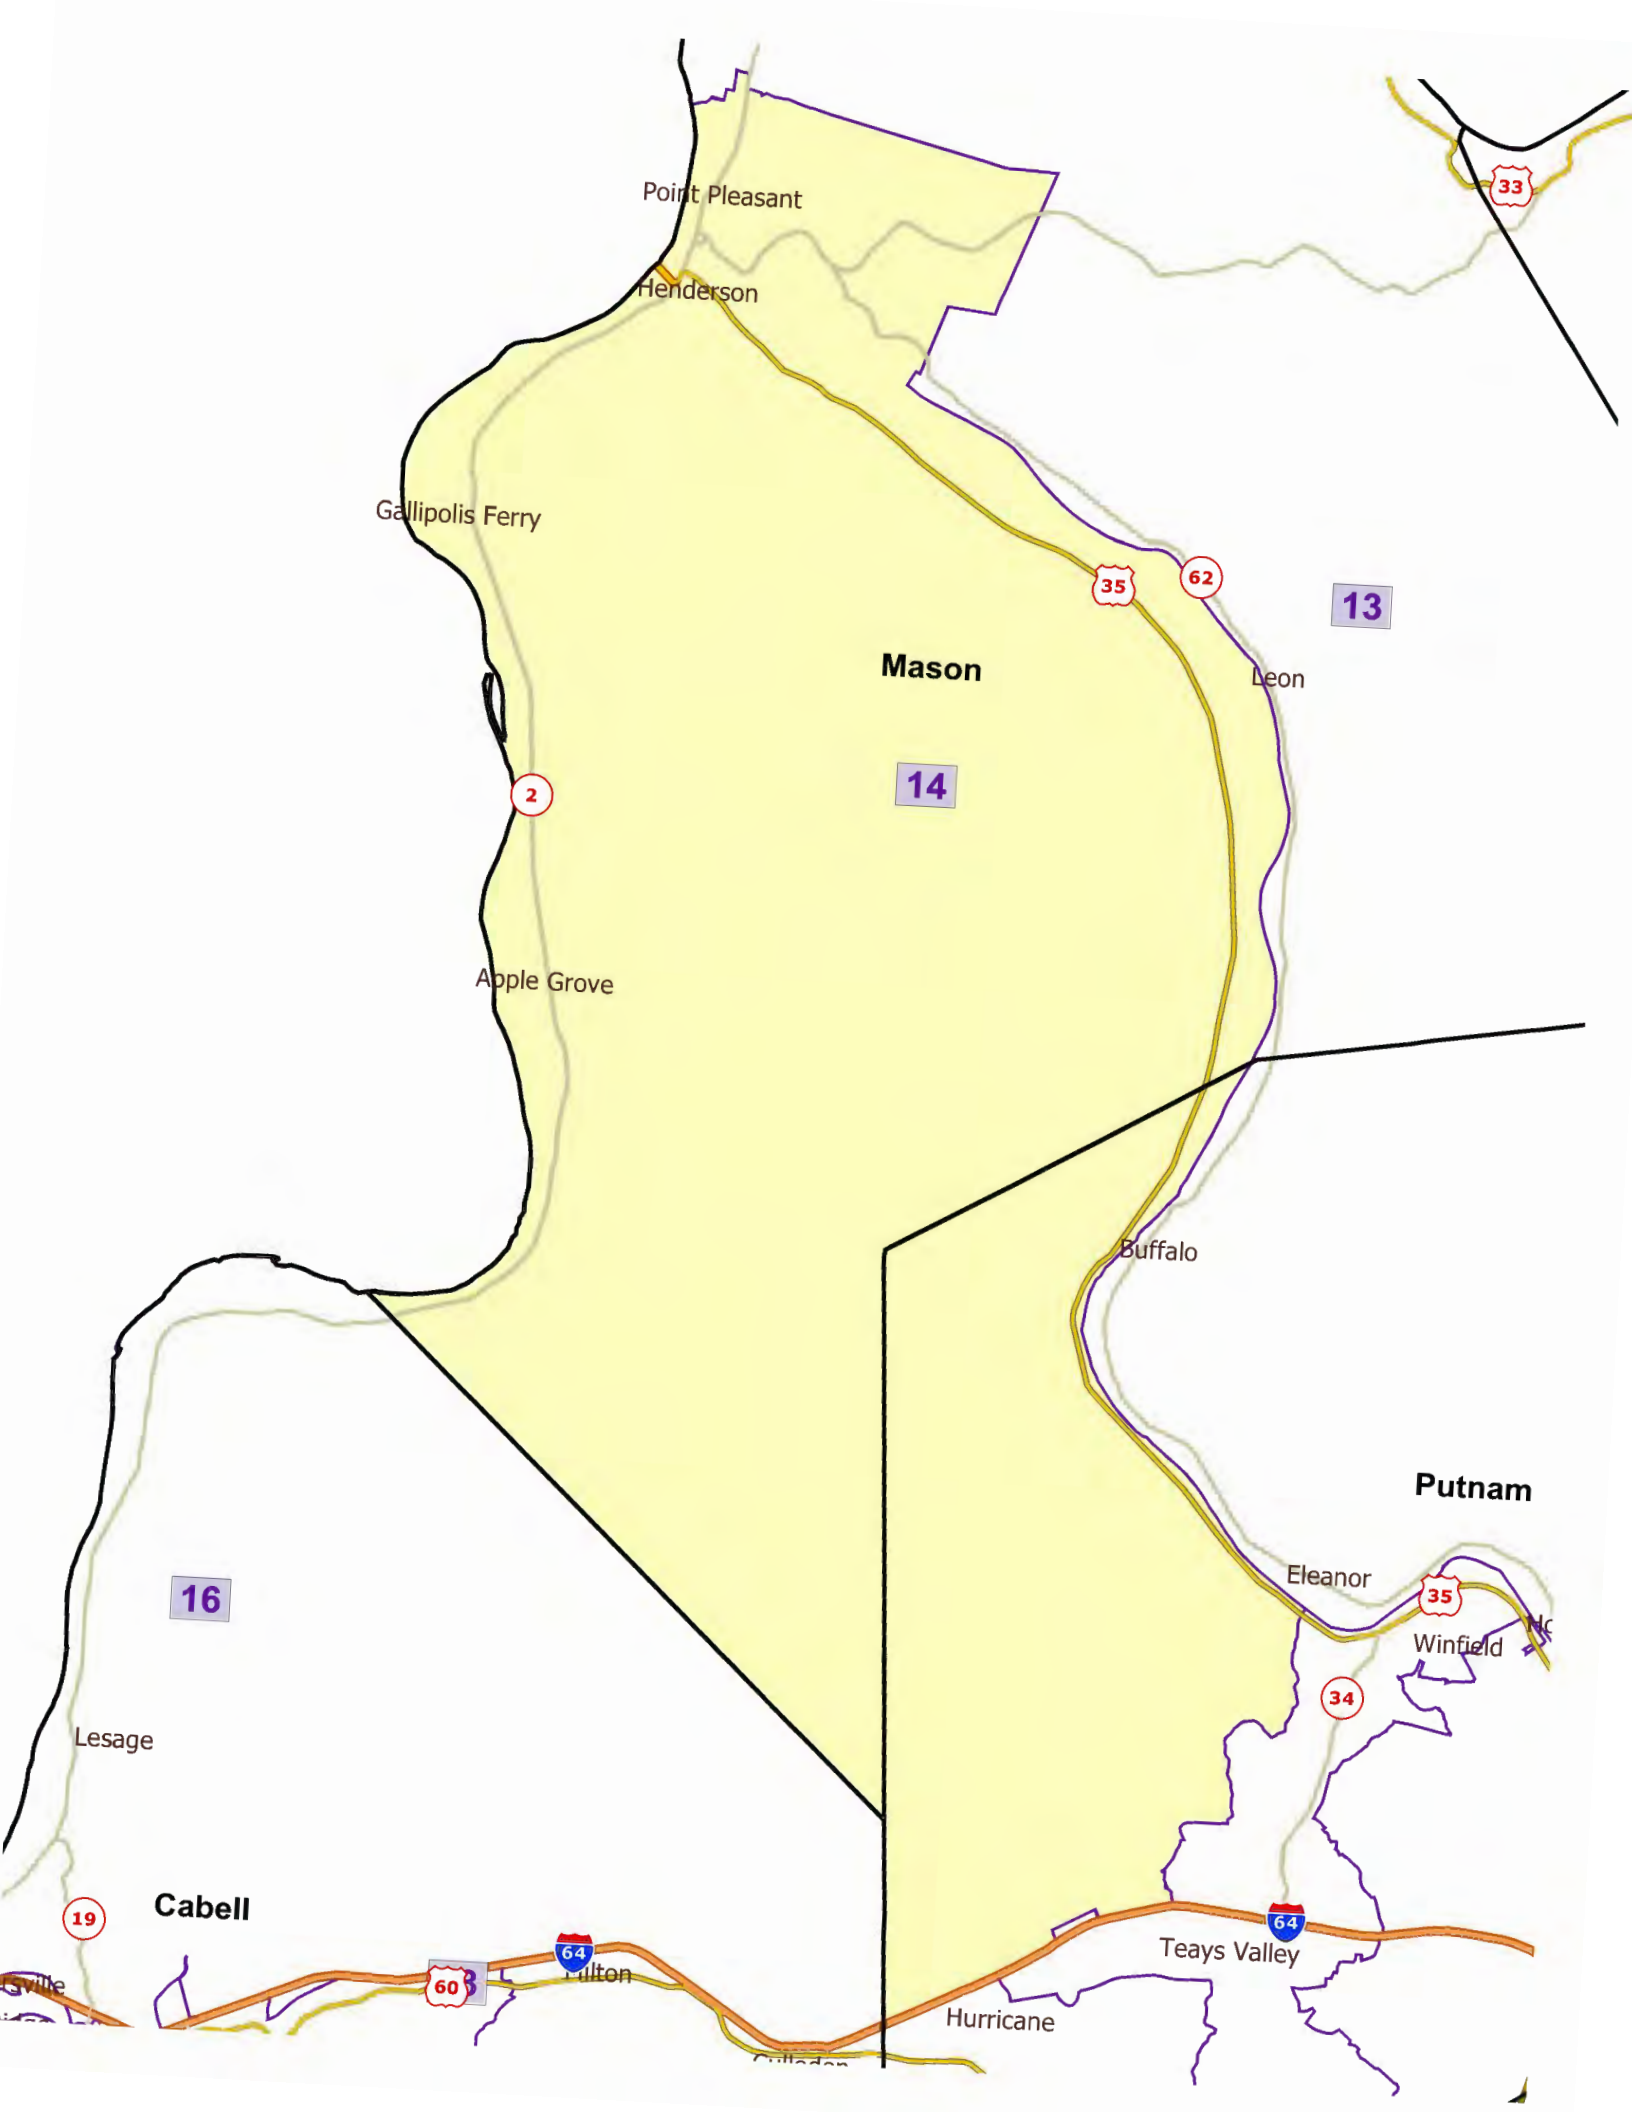 33
Point Pleasant
Henderson
Gallipolis Ferry
35
62
13
Mason
Leon
14
2
Apple Grove
Buffalo
Putnam
Eleanor
35
16
Winfield
34
Lesage
Cabell
19
64
64
Teays Valley
60
Hurricane